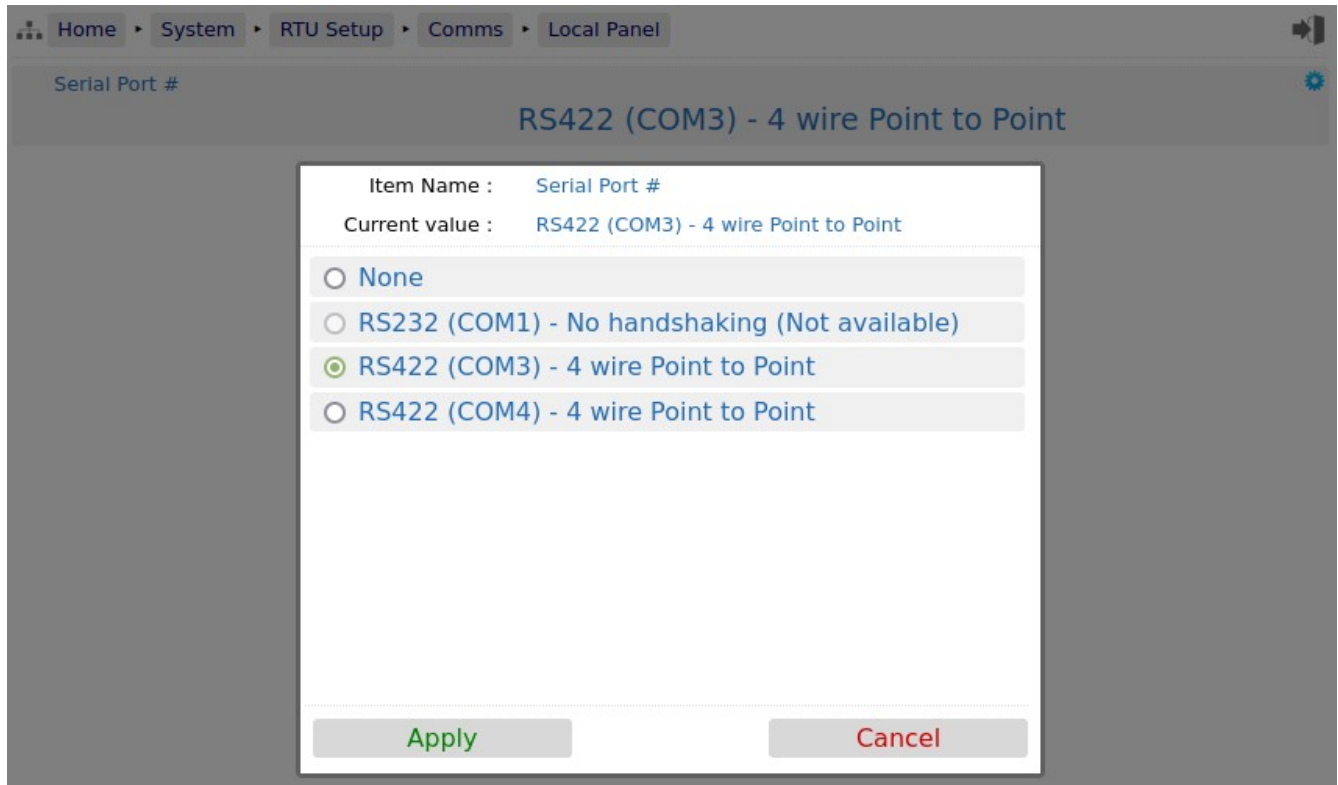 Home ‣ System ‣ RTU Setup ‣ Comms ‣ Local Panel
Serial Port #
RS422 (COM3) - 4 wire Point to Point
Item Name : Serial Port #
Current value : RS422 (COM3) - 4 wire Point to Point
None
RS232 (COM1) - No handshaking (Not available)
RS422 (COM3) - 4 wire Point to Point
RS422 (COM4) - 4 wire Point to Point
Apply Cancel